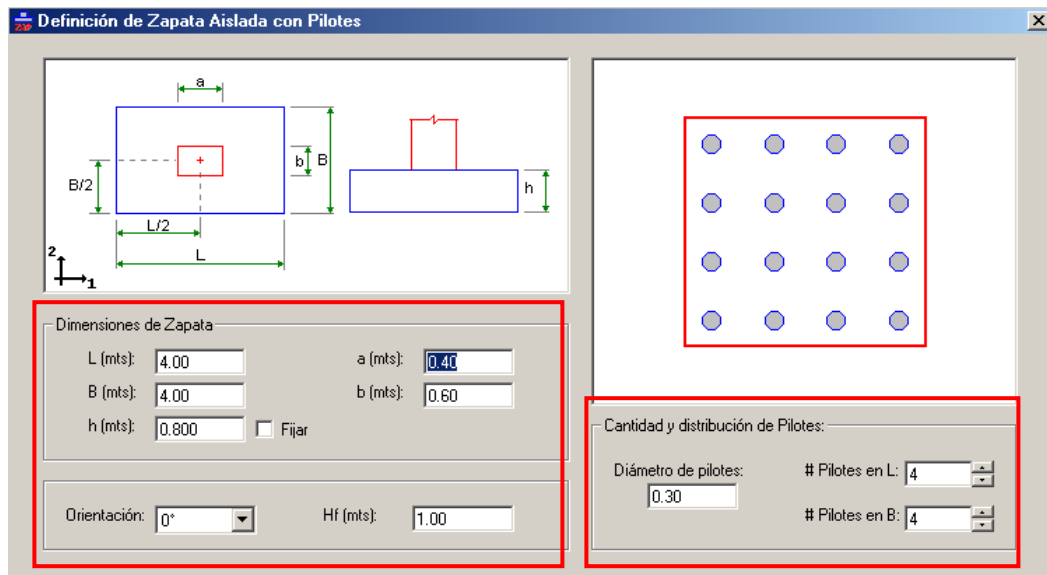 ZAP Definición de Zapata Aislada con Pilotes
a
b B
B/2
L/2
L
2
1
h
Dimensiones de Zapata
L (mts): 4.00
a (mts): 0.40
B (mts): 4.00
b (mts): 0.60
h (mts): 0.800
Fijar
Orientación: 0°
Hf (mts): 1.00
Cantidad y distribución de Pilotes:
Diámetro de pilotes:
0.30
# Pilotes en L: 4
# Pilotes en B: 4